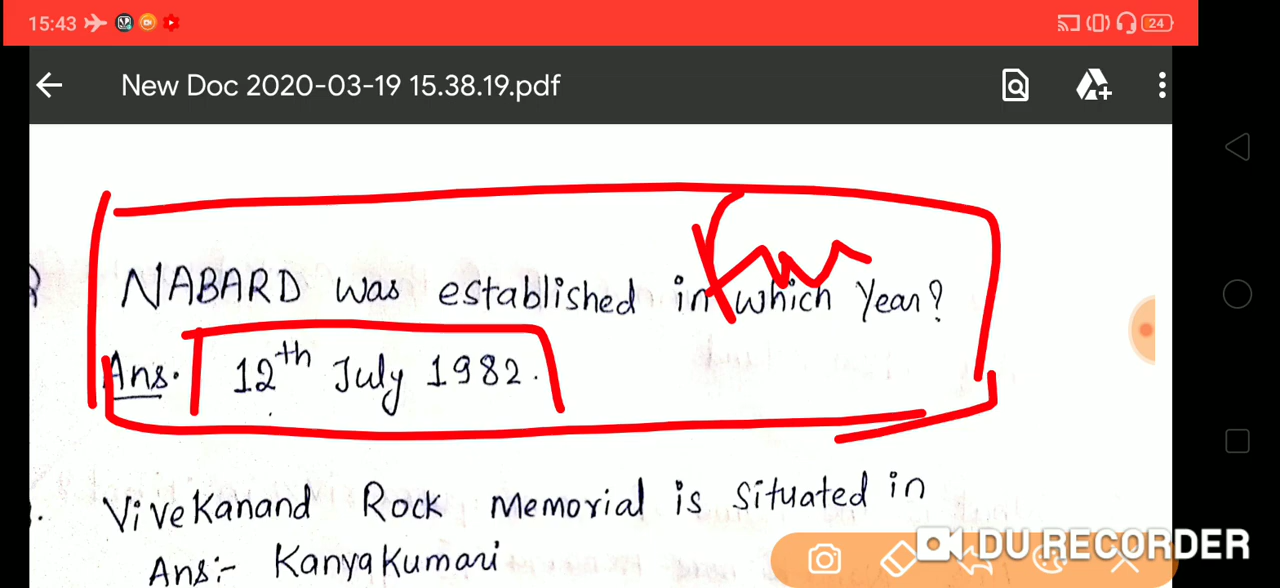 15:43
24
New Doc 2020-03-19 15.38.19.pdf
NABARD was established in which Year?
Ans. 12th July 1982.
Vivekanand Rock Memorial is situated in
Ans:- Kanyakumari
DU RECORDER